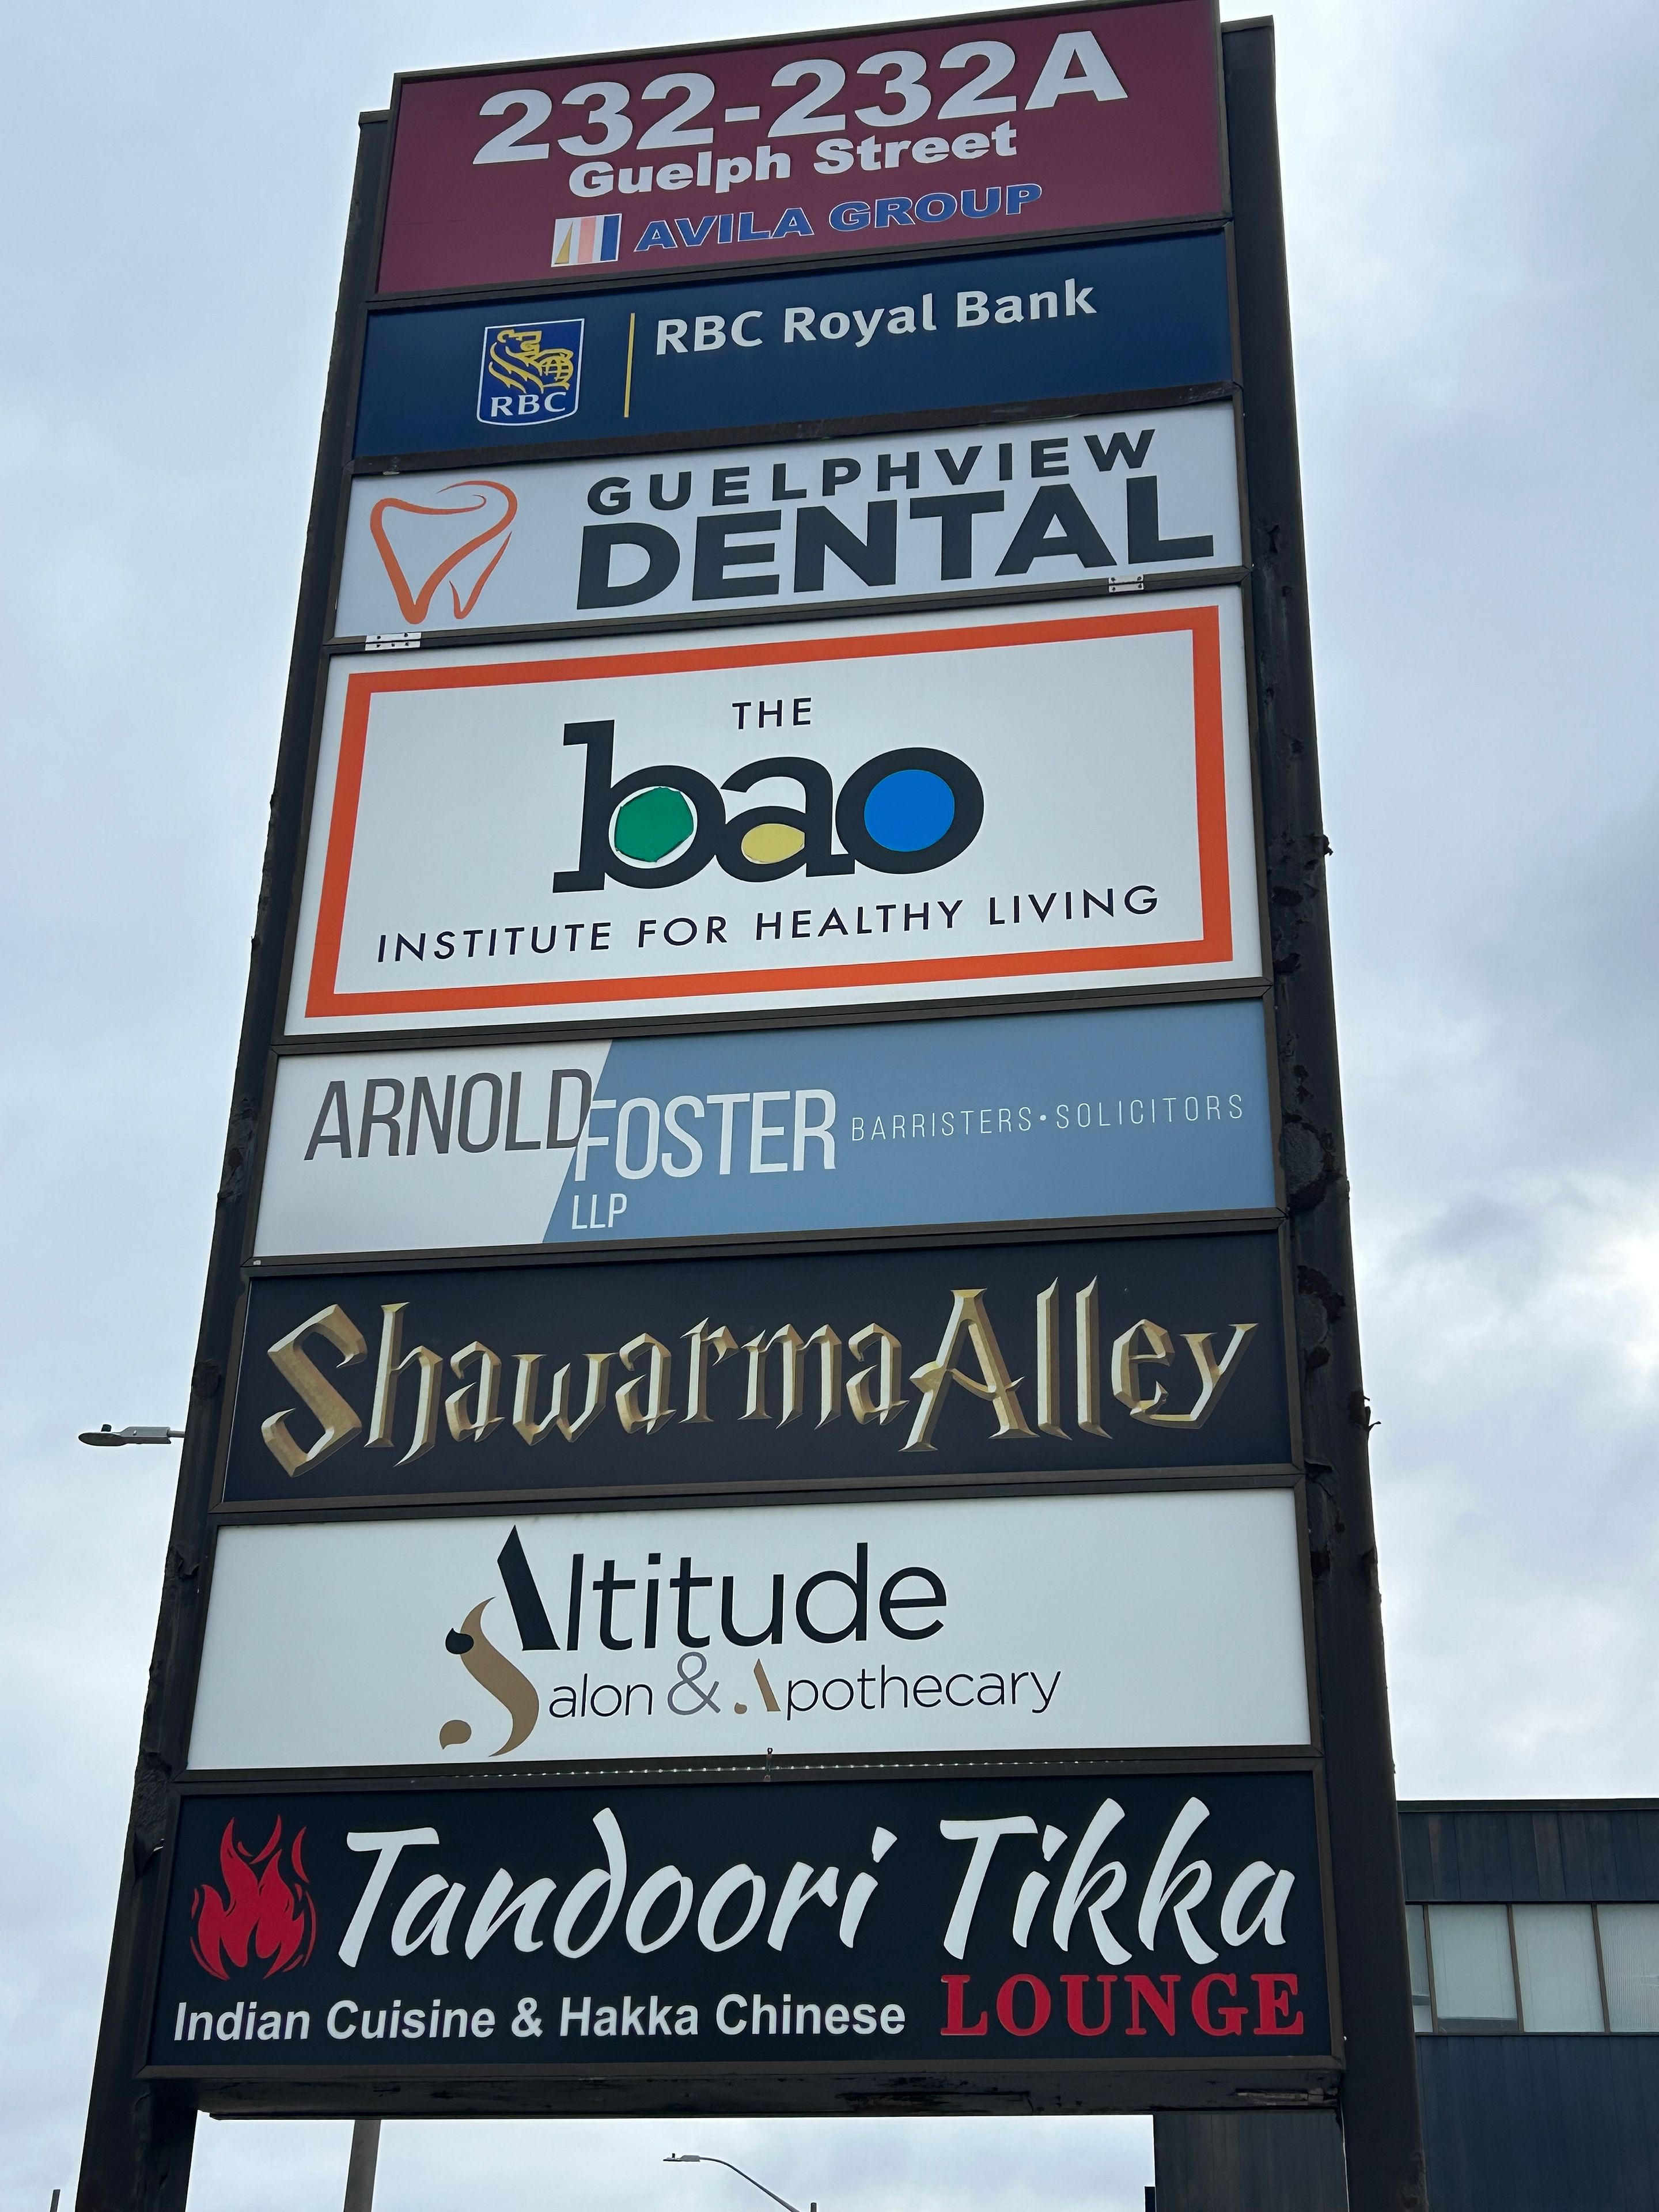 232-232A
Guelph Street
AVILA GROUP
RBC
RBC Royal Bank
GUELPHVIEW
DENTAL
THE
bao
INSTITUTE FOR HEALTHY LIVING
ARNOLD
FOSTER
BARRISTERS•SOLICITORS
LLP
ShawarmaAlley
Altitude
Salon & Apothecary
Tandoori Tikka
Indian Cuisine & Hakka Chinese LOUNGE